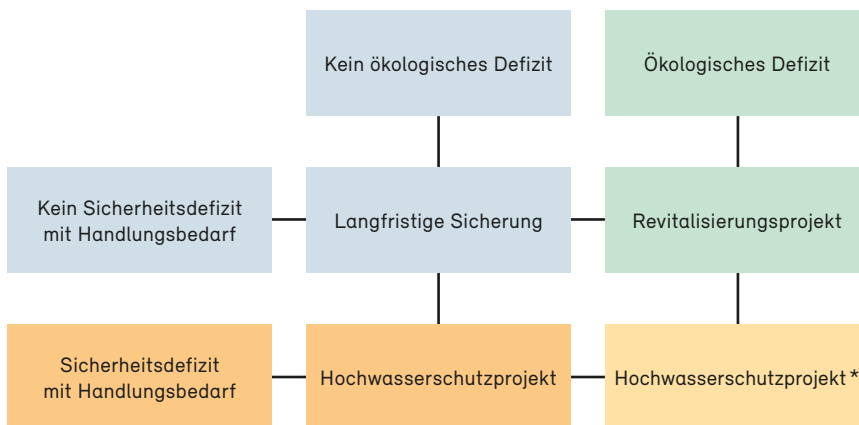 Kein ökologisches Defizit
Ökologisches Defizit
Kein Sicherheitsdefizit
mit Handlungsbedarf
Langfristige Sicherung
Revitalisierungsprojekt
Sicherheitsdefizit
mit Handlungsbedarf
Hochwasserschutzprojekt
Hochwasserschutzprojekt *